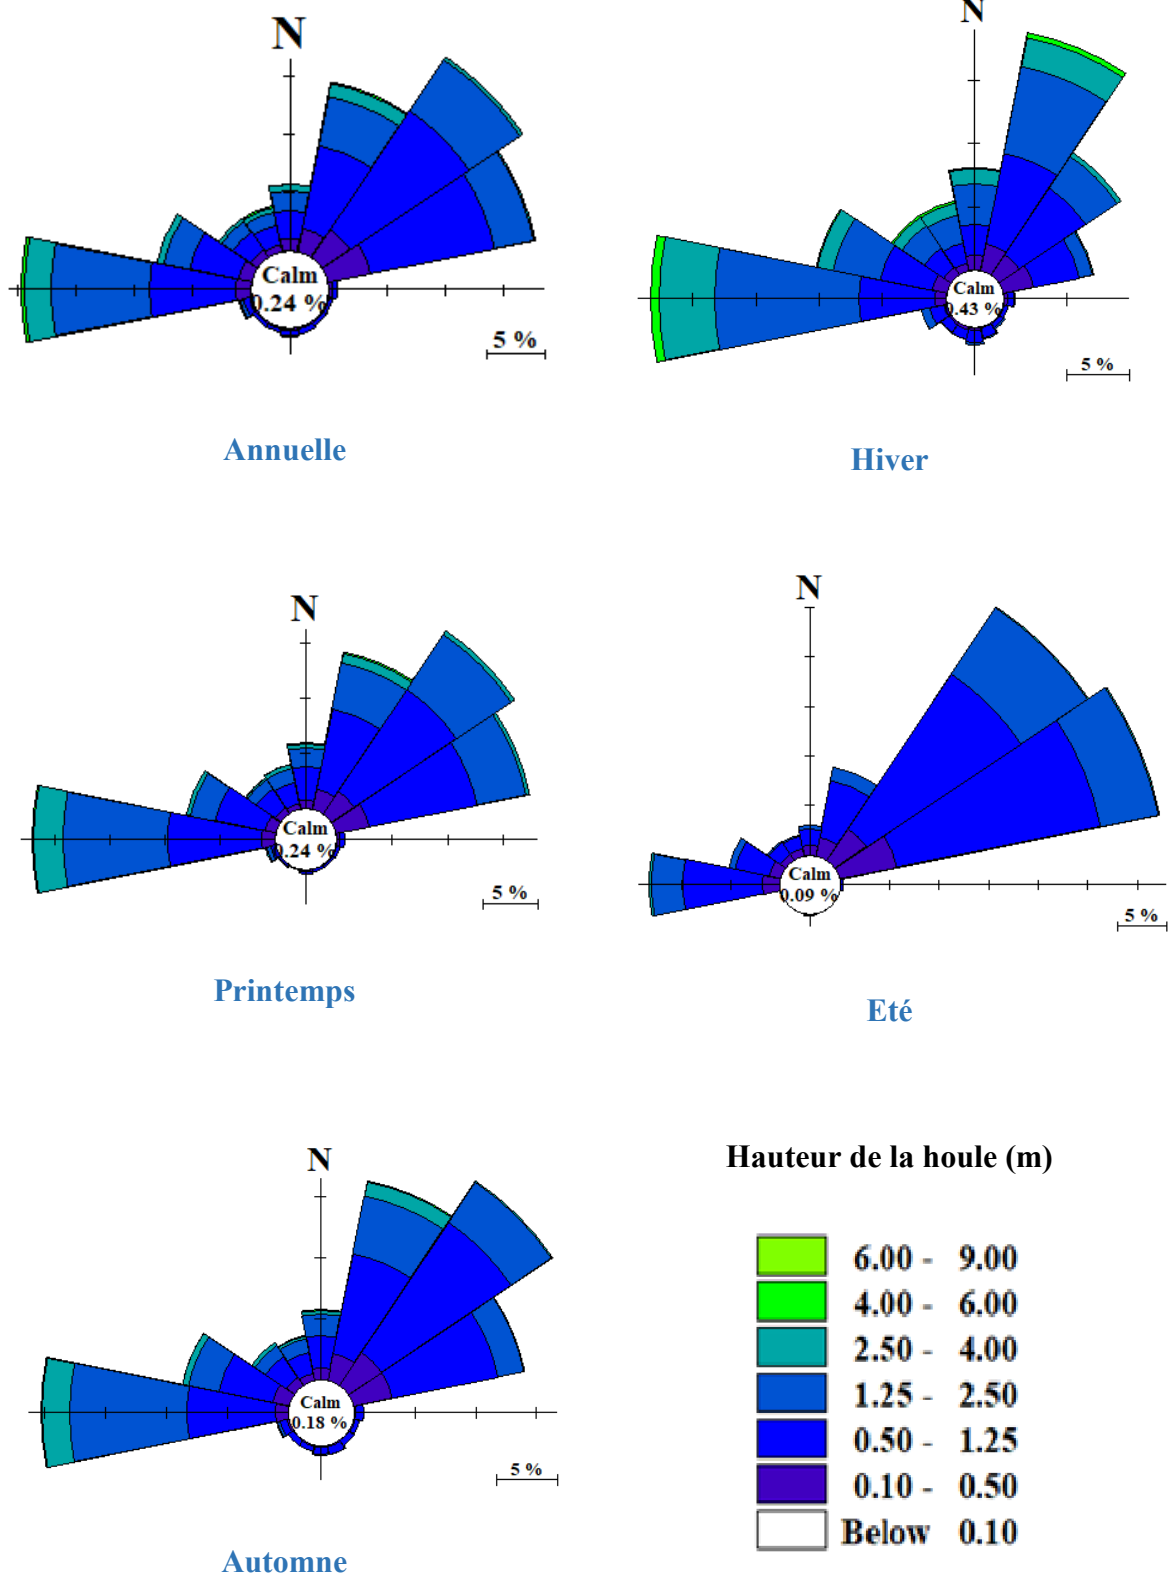 N
Calm
0.24 %
5 %
Annuelle
N
Calm
0.43 %
5 %
Hiver
N
Calm
0.24 %
5 %
Printemps
N
Calm
0.09 %
5 %
Eté
N
Calm
0.18 %
5 %
Automne
Hauteur de la houle (m)
6.00 - 9.00
4.00 - 6.00
2.50 - 4.00
1.25 - 2.50
0.50 - 1.25
0.10 - 0.50
Below 0.10